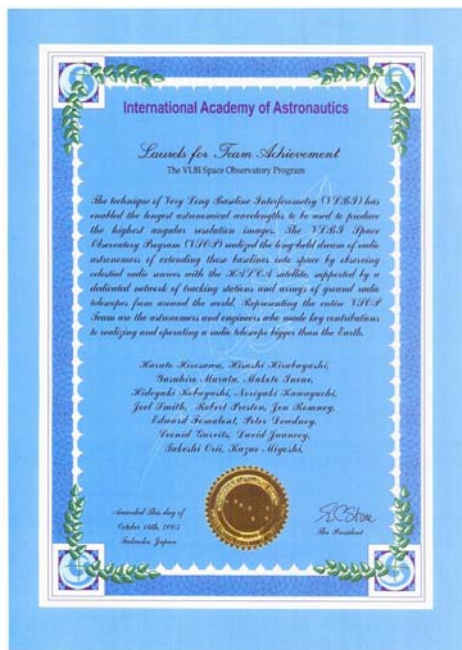 International Academy of Astronautics
Laurels for Team Achievement
The VLBI Space Observatory Program
The technique of Very Long Baseline Interferometry (VLBI) has
enabled the longest astronomical wavelengths to be used to produce
the highest angular resolution images. The VLBI Space
Observatory Program (VSOP) realized the long-held dream of radio
astronomers of extending those baselines into space by observing
celestial radio sources with the HALCA satellite, supported by a
dedicated network of tracking stations and arrays of ground radio
telescopes from around the world. Representing the entire VSOP
Team are the astronomers and engineers who made key contributions
to realizing and operating a radio telescope bigger than the Earth.
Haruto Hirosawa, Hisashi Hirabayashi,
Yasuhiro Murata, Makoto Inoue,
Hideyuki Kobayashi, Noriyuki Kawaguchi,
Joel Smith, Robert Preston, Jon Romney,
Edward Fomalont, Peter Dewdney,
Leonid Gurvits, David Jauncey,
Takeshi Orii, Kazuo Miyoshi,
Awarded This day of
October 16th, 2005
Fukuoka, Japan
The President